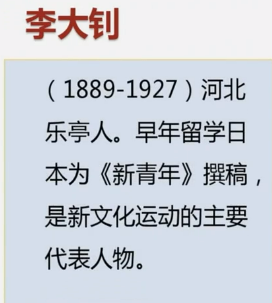 李大钊
（1889-1927）河北
乐亭人。早年留学日
本为《新青年》撰稿，
是新文化运动的主要
代表人物。